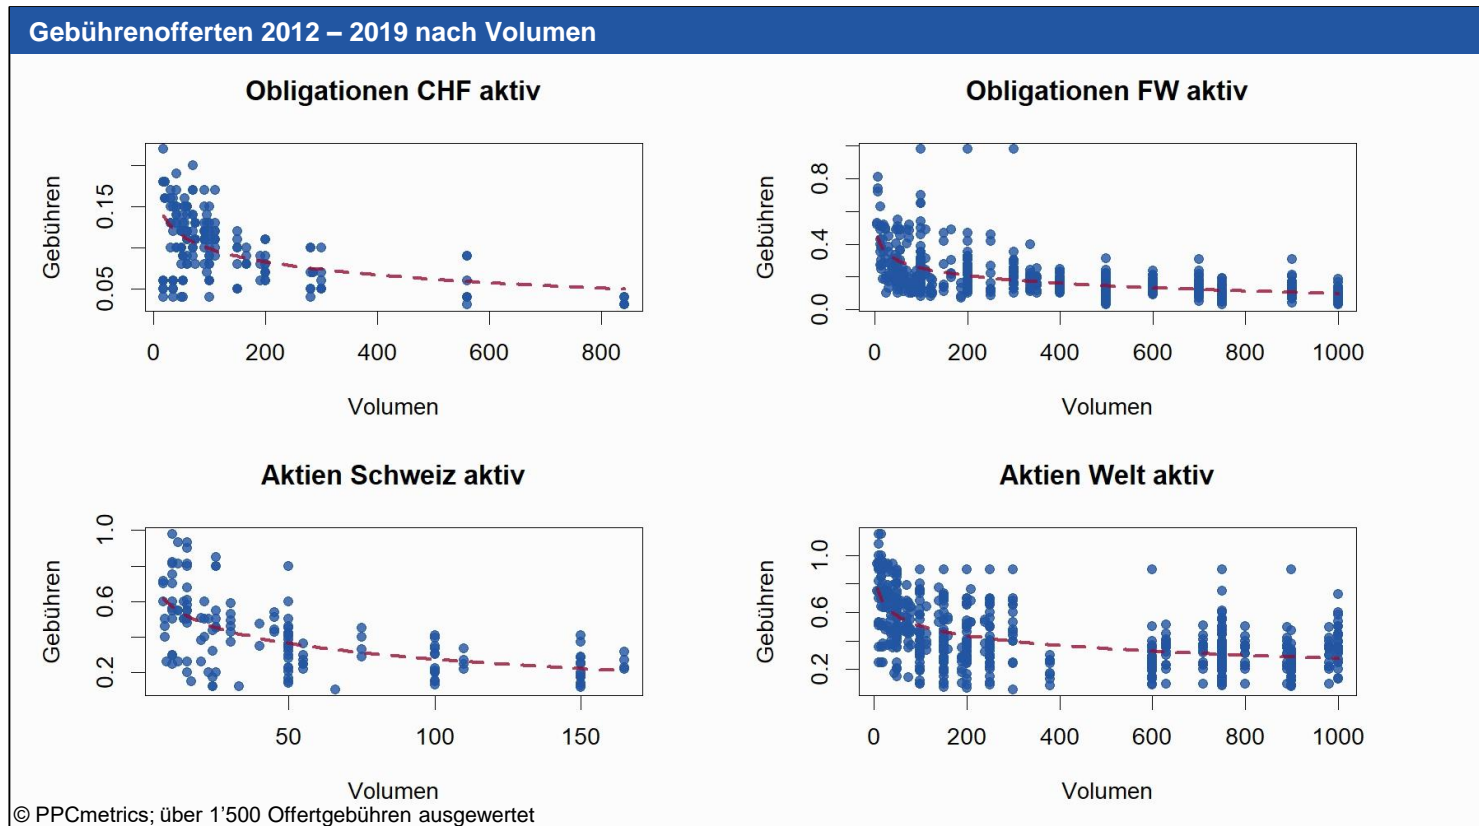 Gebührenofferten 2012 – 2019 nach Volumen
Obligationen CHF aktiv
Gebühren
0.15
0.05
0 200 400 600 800
Volumen
Obligationen FW aktiv
Gebühren
0.8
0.4
0.0
0 200 400 600 800 1000
Volumen
Aktien Schweiz aktiv
Gebühren
1.0
0.6
0.2
50 100 150
Volumen
Aktien Welt aktiv
Gebühren
1.0
0.6
0.2
0 200 400 600 800 1000
Volumen
© PPCmetrics; über 1'500 Offertgebühren ausgewertet